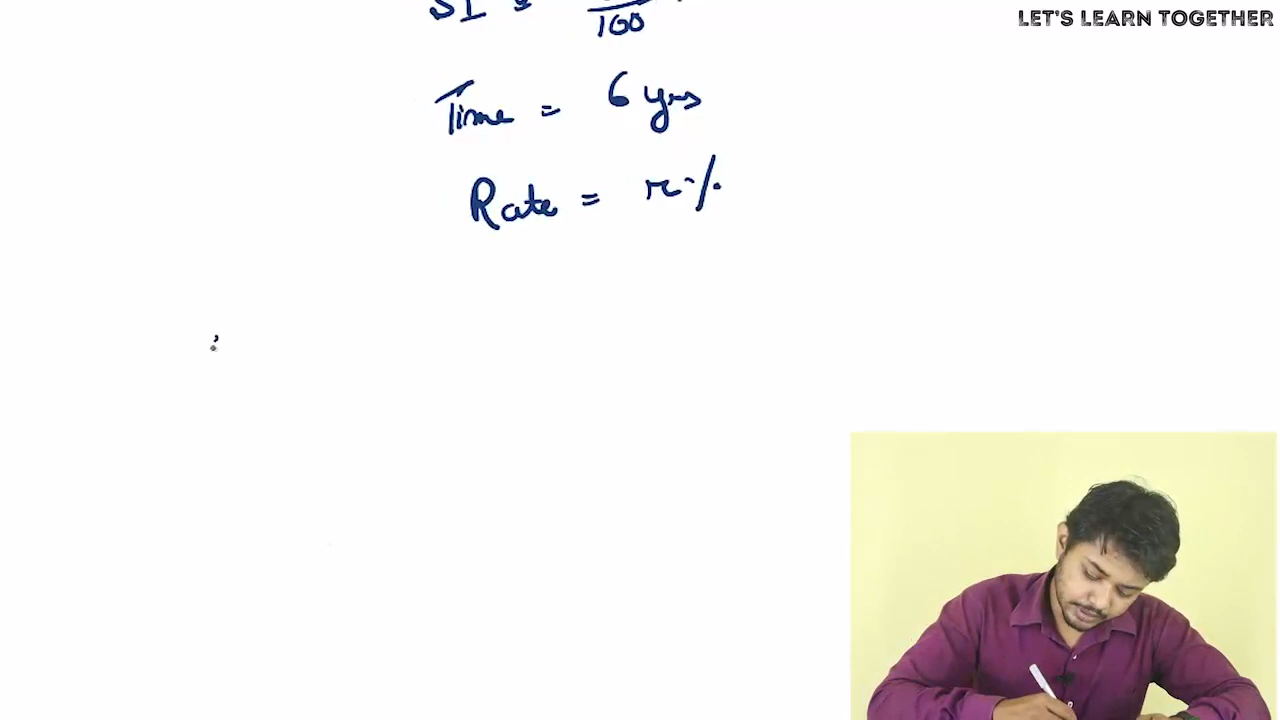 LET'S LEARN TOGETHER
SI =
100
Time = 6 yrs
Rate = r %